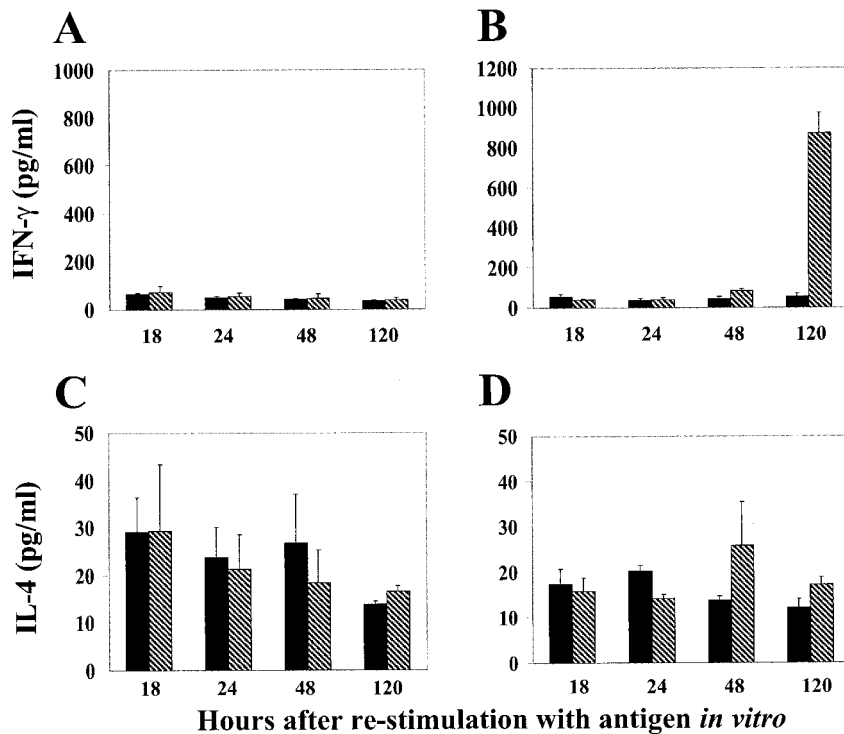 A
B
IFN-γ (pg/ml)
1000
800
600
400
200
0
18 24 48 120
1200
1000
800
600
400
200
0
18 24 48 120
C
D
IL-4 (pg/ml)
50
40
30
20
10
0
18 24 48 120
50
40
30
20
10
0
18 24 48 120
Hours after re-stimulation with antigen in vitro